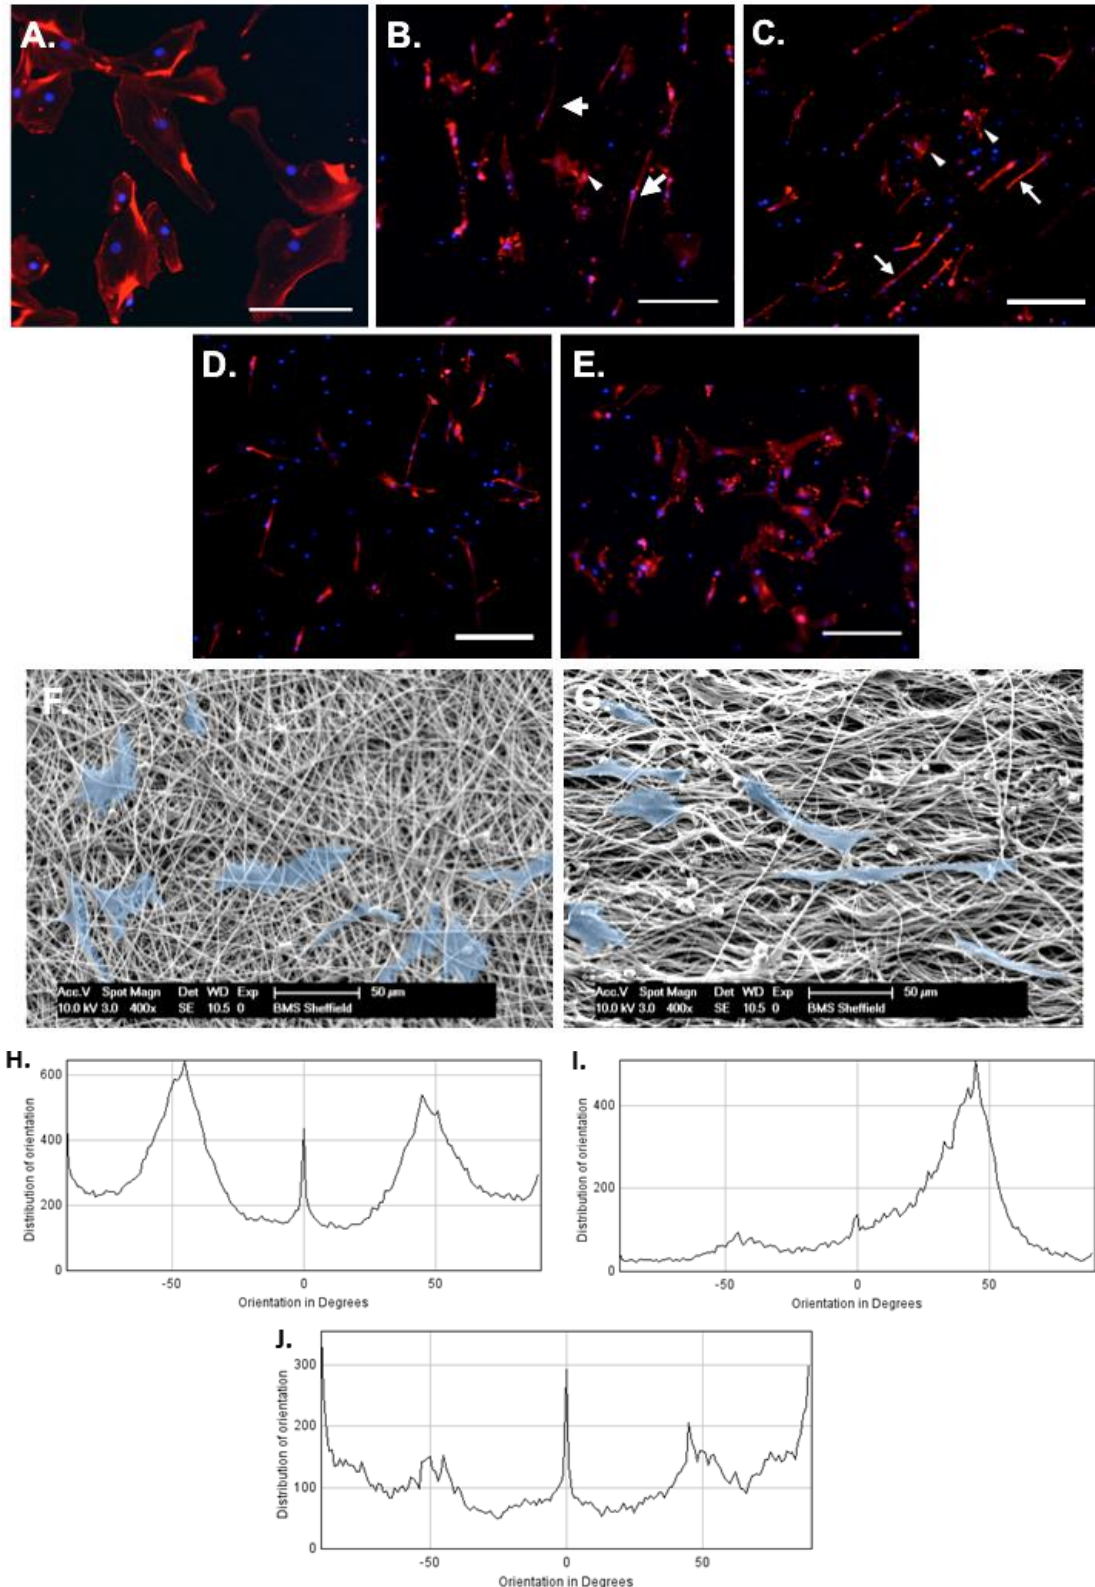 A.
B.
C.
D.
E.
F.
Acc.V Spot Magn Det WD Exp 50 µm
10.0 kV 3.0 400x SE 10.5 0 BMS Sheffield
G.
Acc.V Spot Magn Det WD Exp 50 µm
10.0 kV 3.0 400x SE 10.5 0 BMS Sheffield
H.
Distribution of orientation
600
400
200
0
-50 0 50
Orientation in Degrees
I.
Distribution of orientation
400
200
0
-50 0 50
Orientation in Degrees
J.
Distribution of orientation
300
200
100
0
-50 0 50
Orientation in Degrees